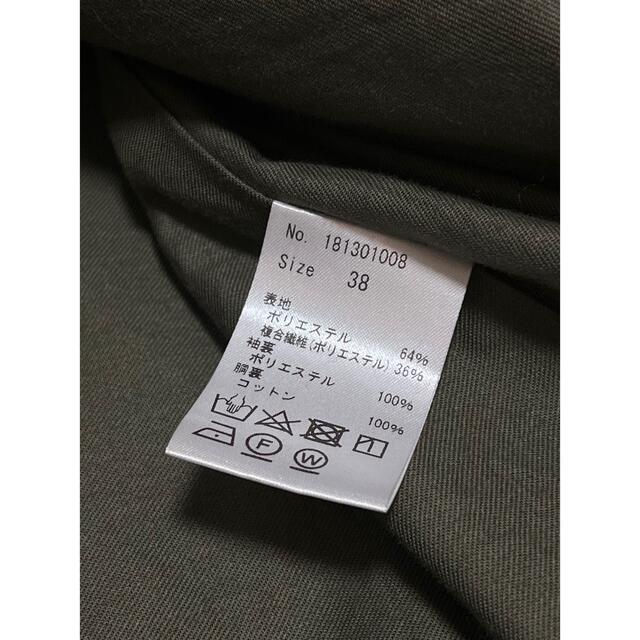 No. 181301008
Size 38
表地
ポリエステル 64%
複合繊維(ポリエステル) 36%
袖裏
ポリエステル 100%
胴裏
コットン 100%
F W